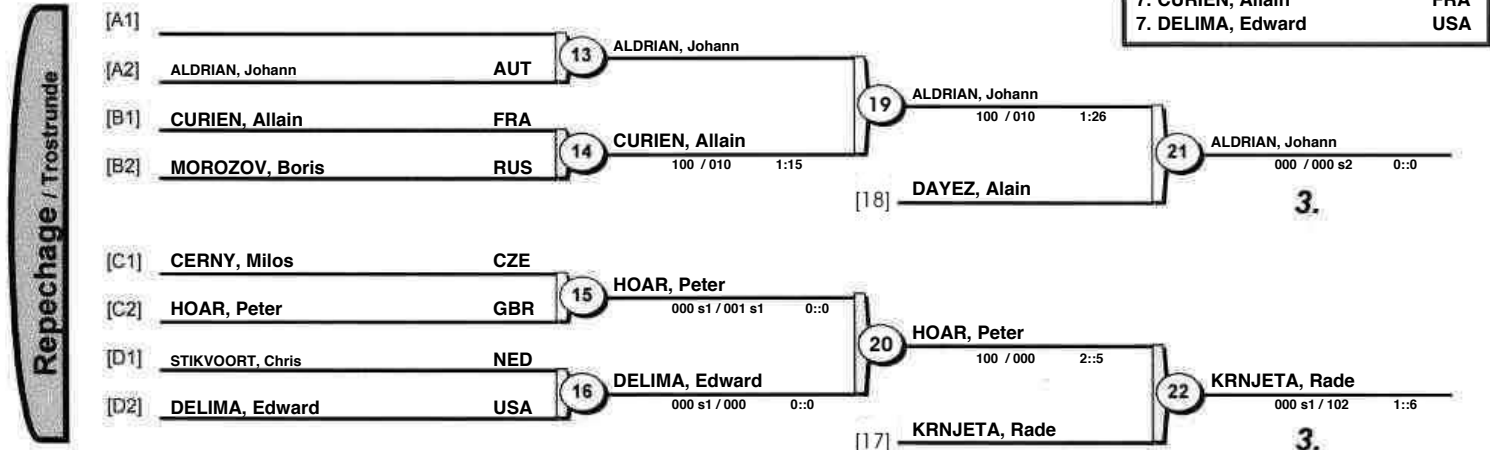 7. CURIEN, Allain FRA
7. DELIMA, Edward USA
Repechage / Trostrunde
[A1]
[A2] ALDRIAN, Johann AUT
13 ALDRIAN, Johann
[B1] CURIEN, Allain FRA
[B2] MOROZOV, Boris RUS
14 CURIEN, Allain
100 / 010 1:15
19 ALDRIAN, Johann
100 / 010 1:26
[18] DAYEZ, Alain
21 ALDRIAN, Johann
000 / 000 s2 0::0
3.
[C1] CERNY, Milos CZE
[C2] HOAR, Peter GBR
15 HOAR, Peter
000 s1 / 001 s1 0::0
[D1] STIKVOORT, Chris NED
[D2] DELIMA, Edward USA
16 DELIMA, Edward
000 s1 / 000 0::0
20 HOAR, Peter
100 / 000 2::5
[17] KRNJETA, Rade
22 KRNJETA, Rade
000 s1 / 102 1::6
3.